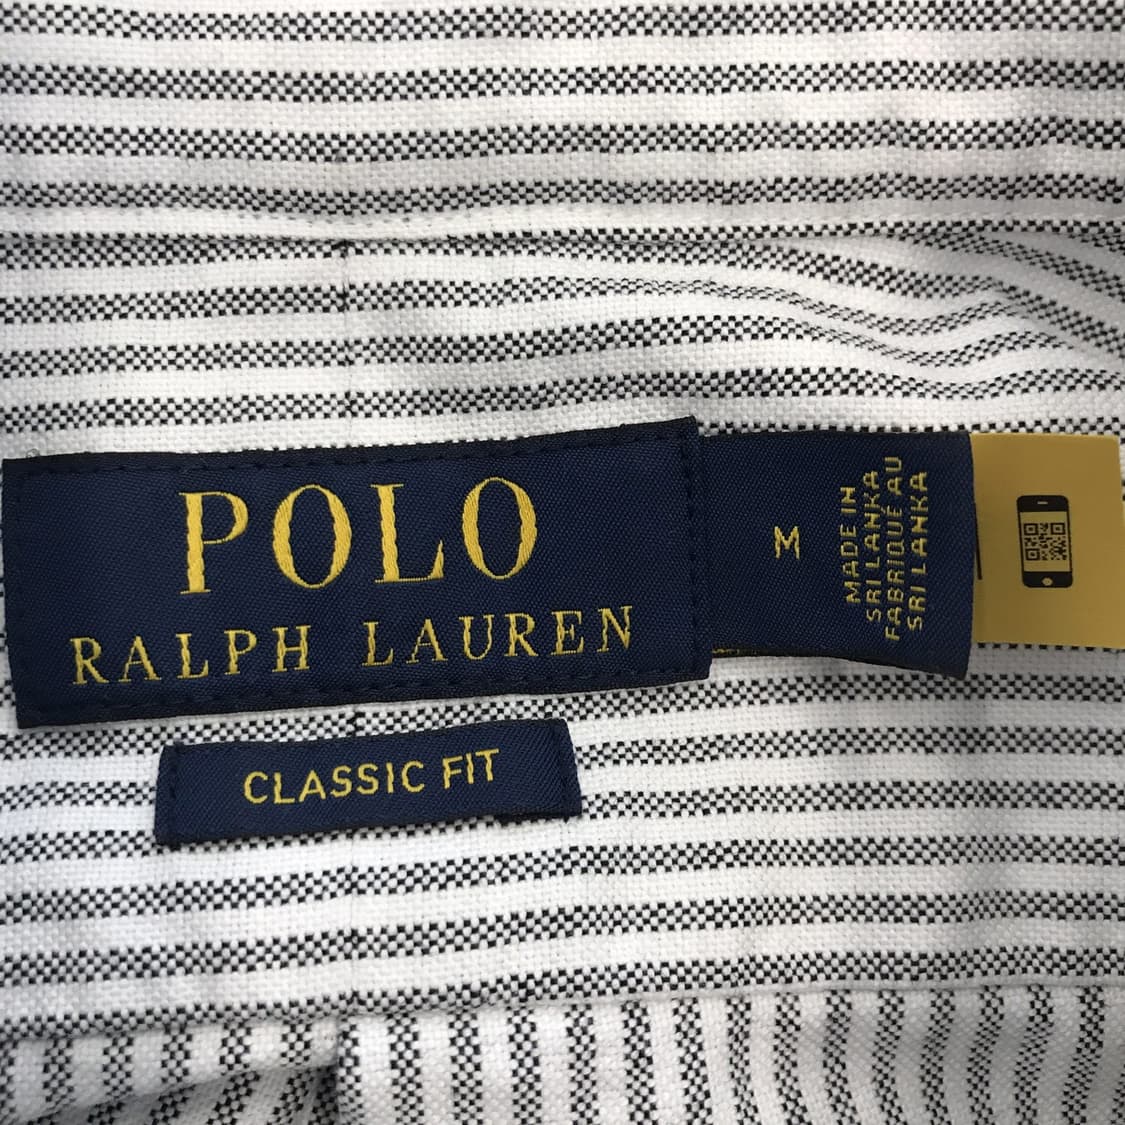 POLO
RALPH LAUREN
M
MADE IN
SRI LANKA
FABRIQUÉ AU
SRI LANKA
CLASSIC FIT